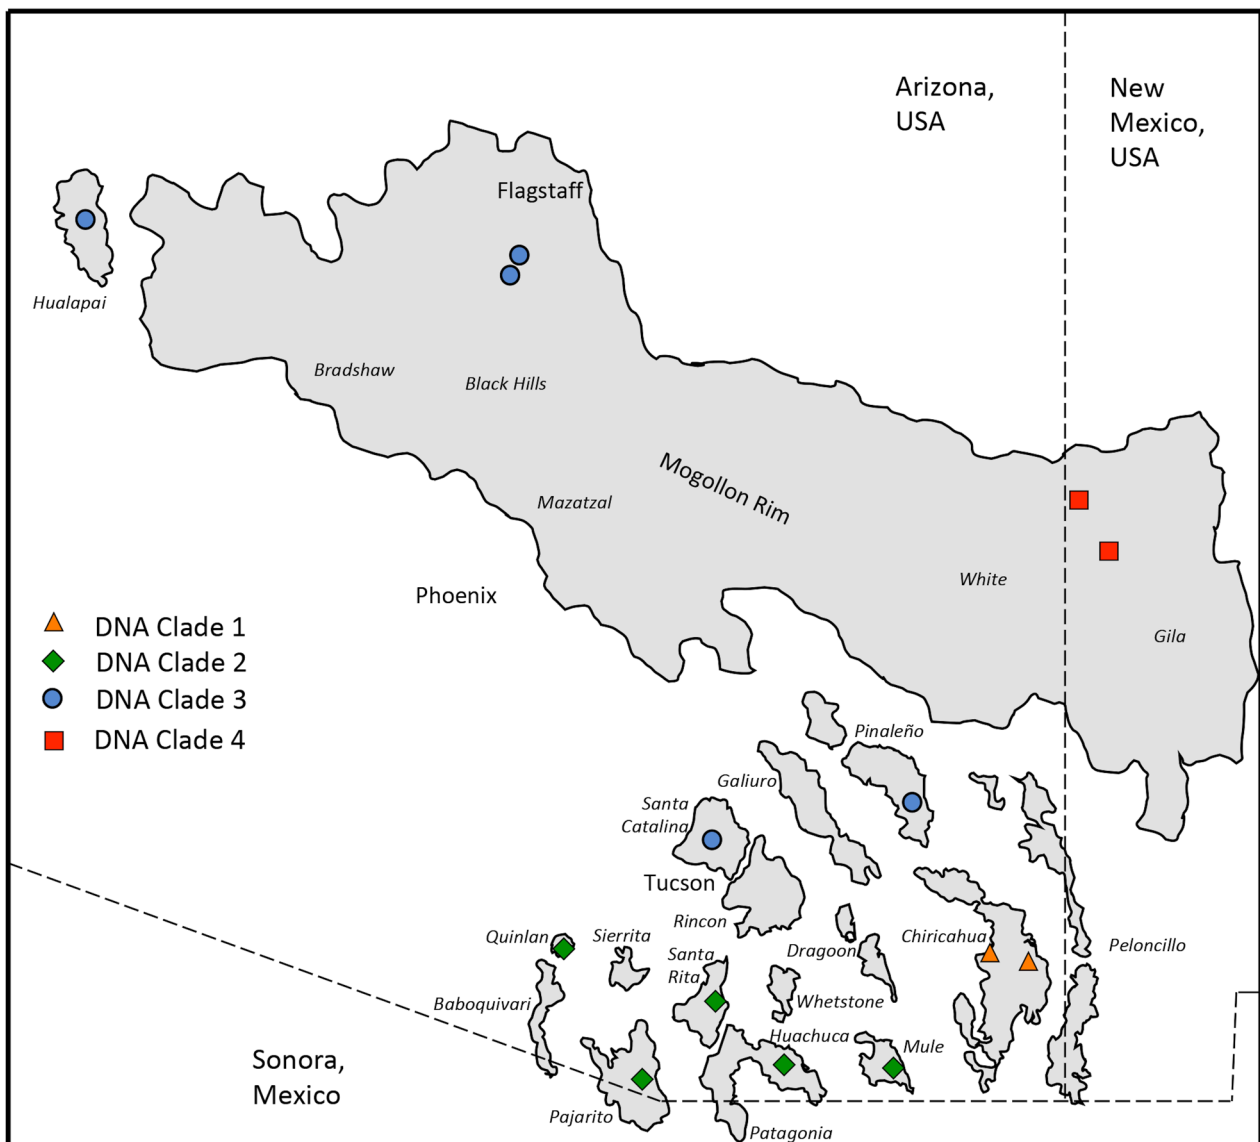 Arizona,
USA
New
Mexico,
USA
Flagstaff
Hualapai
Bradshaw
Black Hills
Mogollon Rim
Mazatzal
White
Phoenix
Gila
DNA Clade 1
DNA Clade 2
DNA Clade 3
DNA Clade 4
Pinaleño
Galiuro
Santa
Catalina
Tucson
Rincon
Quinlan
Sierrita
Santa
Rita
Dragoon
Chiricahua
Peloncillo
Baboquivari
Whetstone
Huachuca
Mule
Sonora,
Mexico
Pajarito
Patagonia